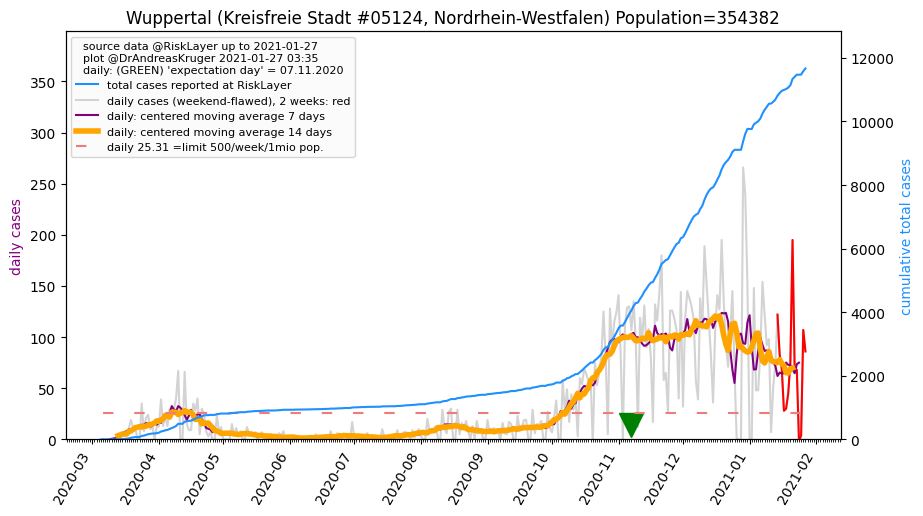 Wuppertal (Kreisfreie Stadt #05124, Nordrhein-Westfalen) Population=354382
source data @RiskLayer up to 2021-01-27
plot @DrAndreasKruger 2021-01-27 03:35
daily: (GREEN) 'expectation day' = 07.11.2020
total cases reported at RiskLayer
daily cases (weekend-flawed), 2 weeks: red
daily: centered moving average 7 days
daily: centered moving average 14 days
daily 25.31 =limit 500/week/1mio pop.
daily cases
350
300
250
200
150
100
50
0
cumulative total cases
12000
10000
8000
6000
4000
2000
0
2020-03
2020-04
2020-05
2020-06
2020-07
2020-08
2020-09
2020-10
2020-11
2020-12
2021-01
2021-02